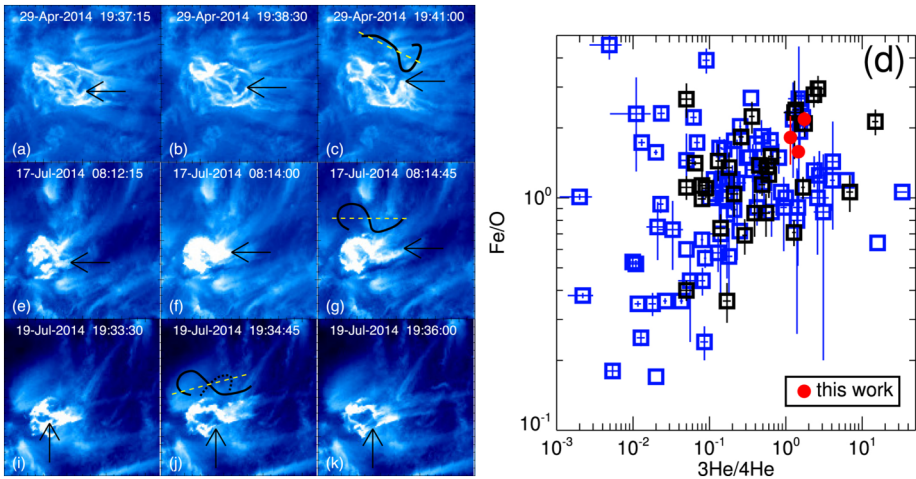 29-Apr-2014 19:37:15
29-Apr-2014 19:38:30
29-Apr-2014 19:41:00
(a)
(b)
(c)
17-Jul-2014 08:12:15
17-Jul-2014 08:14:00
17-Jul-2014 08:14:45
(e)
(f)
(g)
19-Jul-2014 19:33:30
19-Jul-2014 19:34:45
19-Jul-2014 19:36:00
(i)
(j)
(k)
(d)
Fe/O
10⁰
10⁻¹
this work
10⁻³
10⁻²
10⁻¹
10⁰
10¹
3He/4He